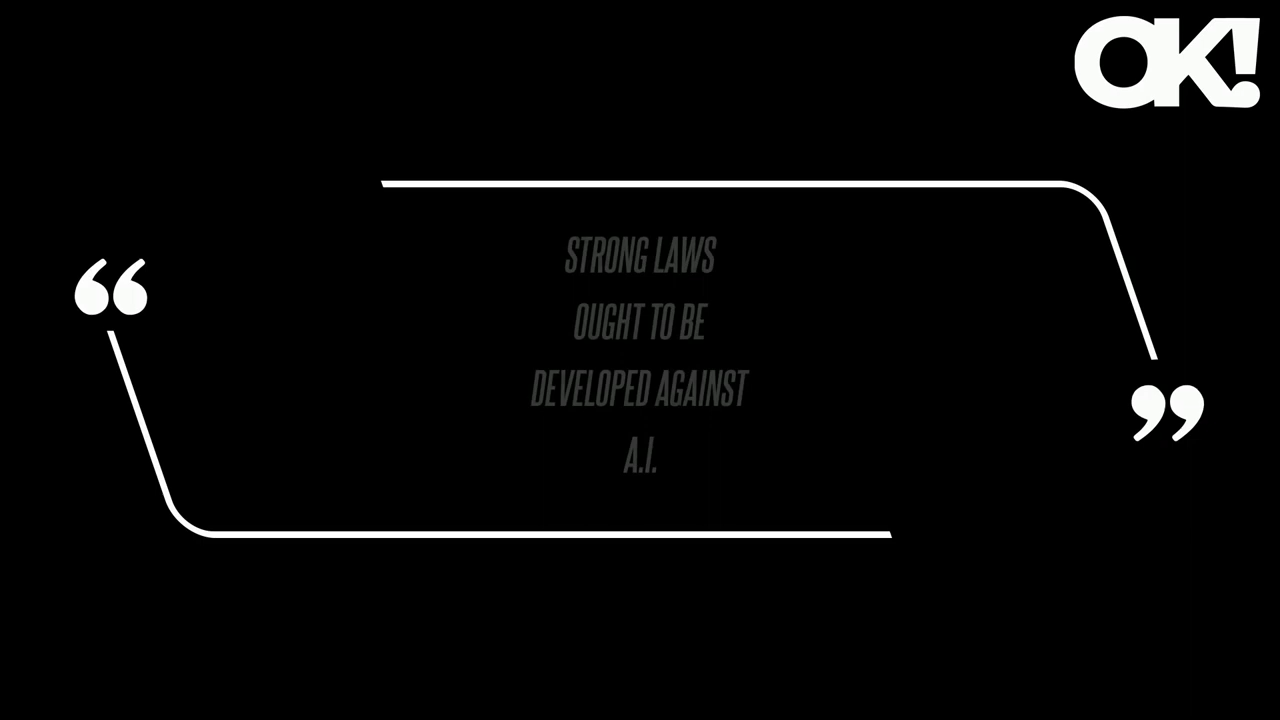 OK!
“
STRONG LAWS
OUGHT TO BE
DEVELOPED AGAINST
A.I.
”